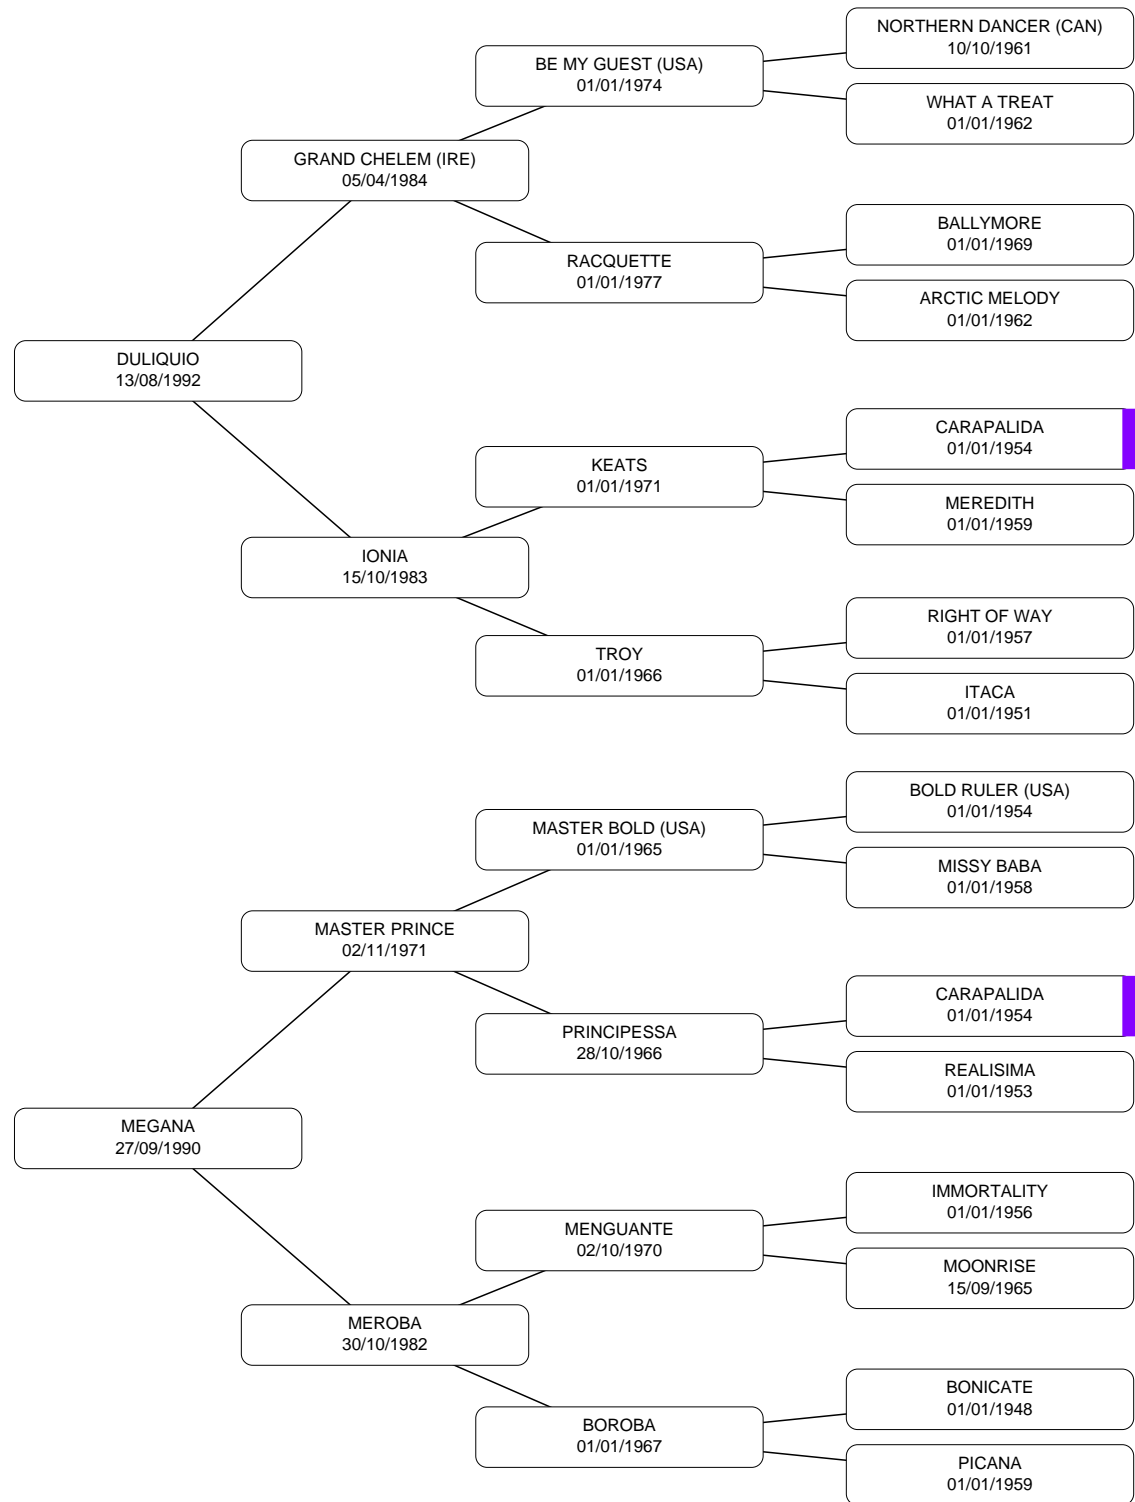 NORTHERN DANCER (CAN)
10/10/1961
BE MY GUEST (USA)
01/01/1974
WHAT A TREAT
01/01/1962
GRAND CHELEM (IRE)
05/04/1984
BALLYMORE
01/01/1969
RACQUETTE
01/01/1977
ARCTIC MELODY
01/01/1962
DULIQUIO
13/08/1992
CARAPALIDA
01/01/1954
KEATS
01/01/1971
MEREDITH
01/01/1959
IONIA
15/10/1983
RIGHT OF WAY
01/01/1957
TROY
01/01/1966
ITACA
01/01/1951
BOLD RULER (USA)
01/01/1954
MASTER BOLD (USA)
01/01/1965
MISSY BABA
01/01/1958
MASTER PRINCE
02/11/1971
CARAPALIDA
01/01/1954
PRINCIPESSA
28/10/1966
REALISIMA
01/01/1953
MEGANA
27/09/1990
IMMORTALITY
01/01/1956
MENGUANTE
02/10/1970
MOONRISE
15/09/1965
MEROBA
30/10/1982
BONICATE
01/01/1948
BOROBA
01/01/1967
PICANA
01/01/1959